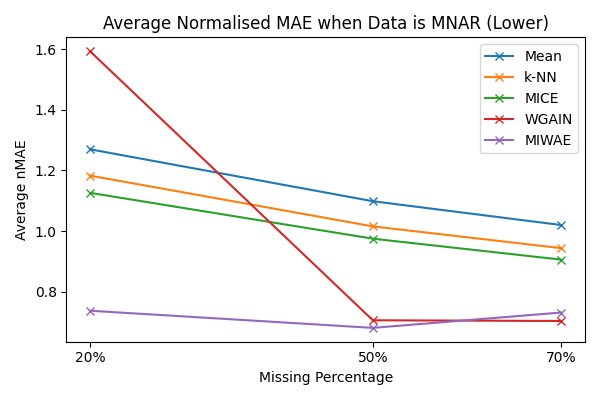 Average Normalised MAE when Data is MNAR (Lower)
Average nMAE
1.6
1.4
1.2
1.0
0.8
20%
50%
70%
Missing Percentage
Mean
k-NN
MICE
WGAIN
MIWAE